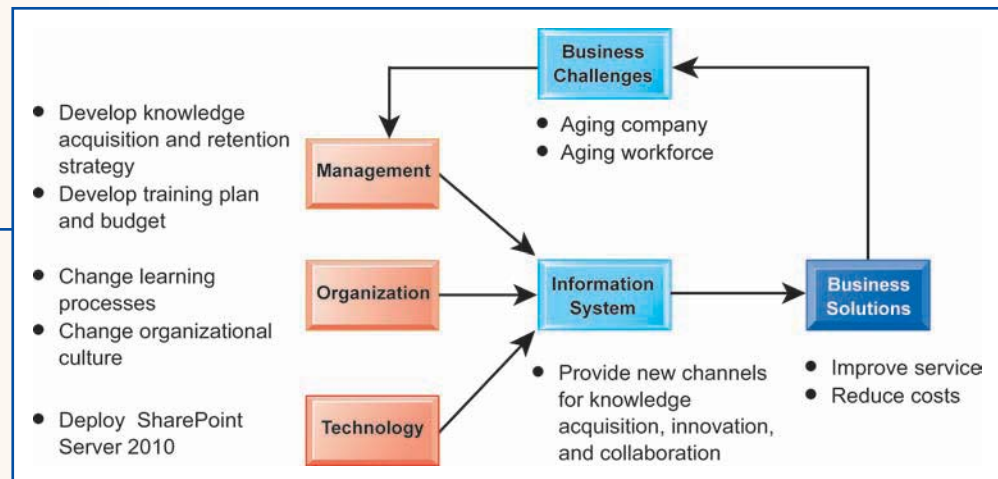 Business
Challenges
● Aging company
● Aging workforce
● Develop knowledge
acquisition and retention
strategy
● Develop training plan
and budget
Management
● Change learning
processes
● Change organizational
culture
Organization
Information
System
Business
Solutions
● Deploy SharePoint
Server 2010
Technology
● Provide new channels
for knowledge
acquisition, innovation,
and collaboration
● Improve service
● Reduce costs